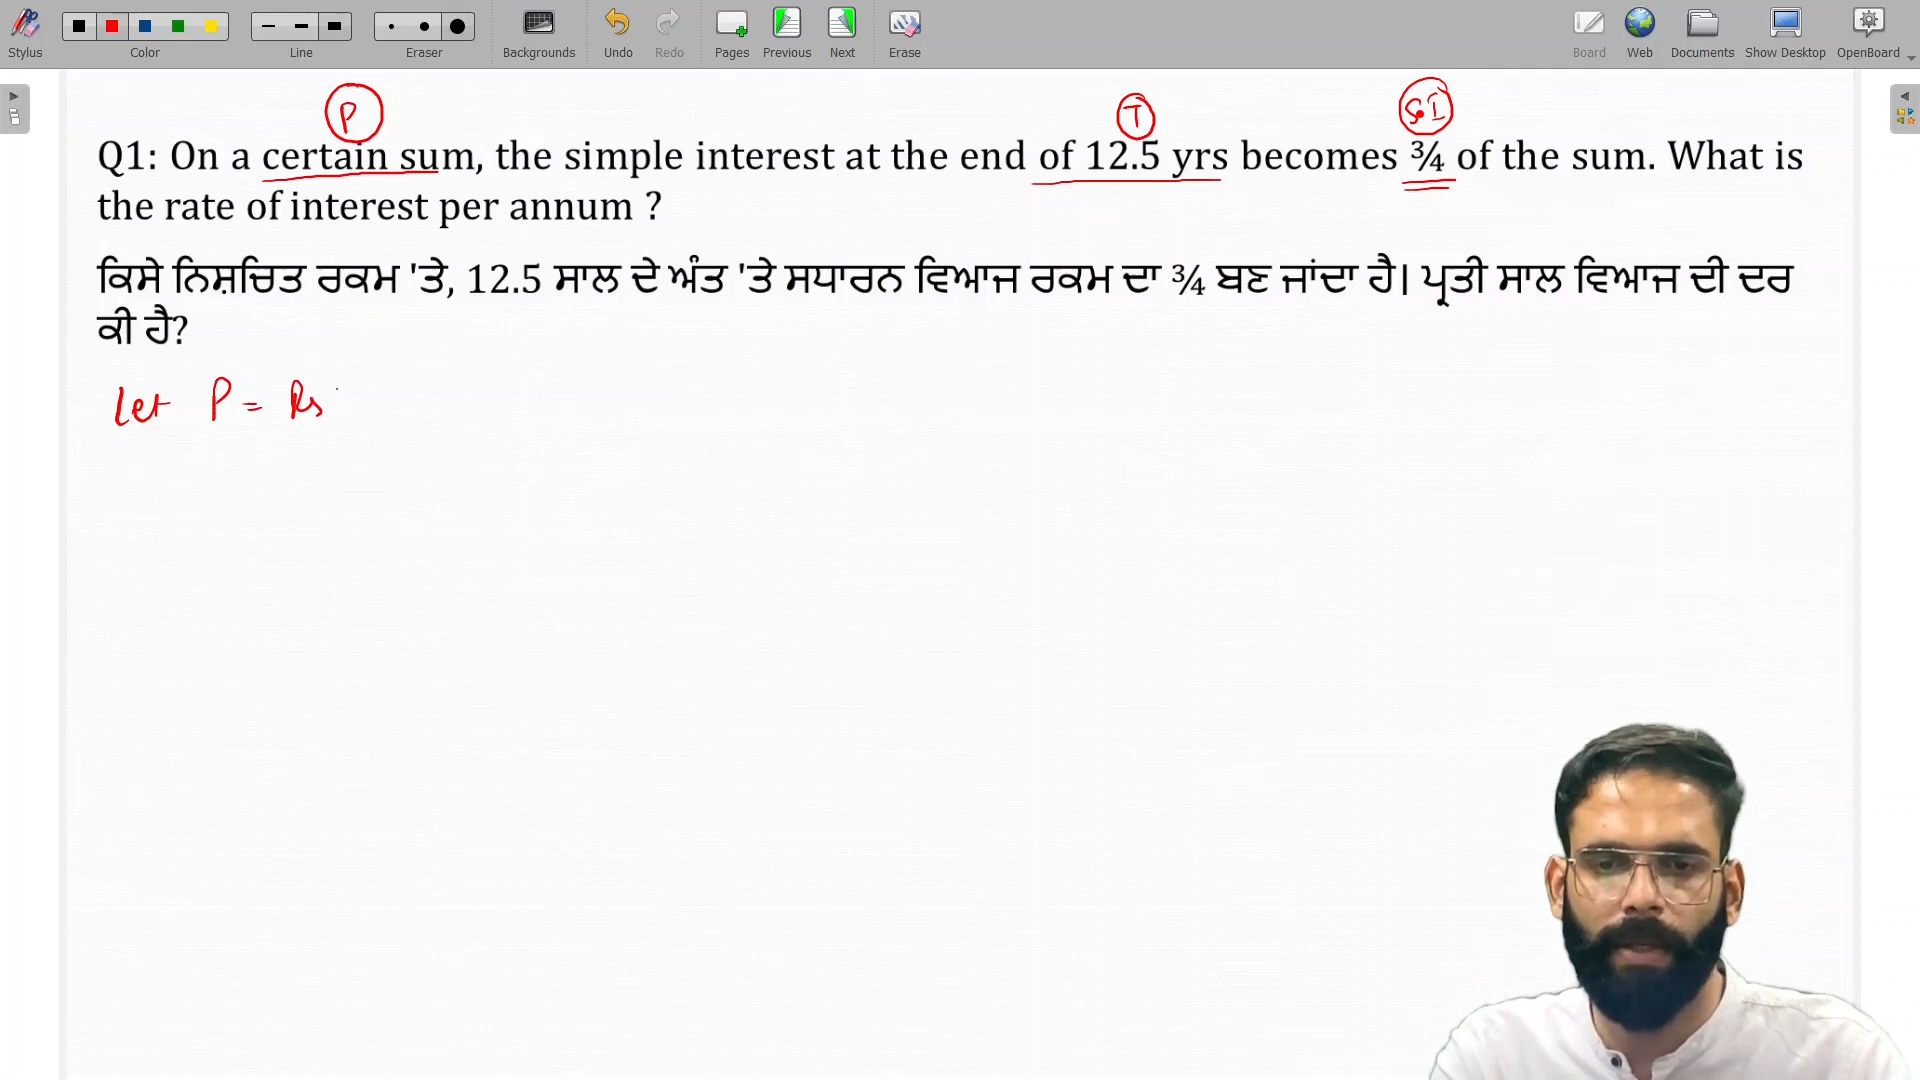 Stylus Color Line Eraser Backgrounds Undo Redo Pages Previous Next Erase Board Web Documents Show Desktop OpenBoard
P T S.I
Q1: On a certain sum, the simple interest at the end of 12.5 yrs becomes ¾ of the sum. What is
the rate of interest per annum ?
ਕਿਸੇ ਨਿਸ਼ਚਿਤ ਰਕਮ 'ਤੇ, 12.5 ਸਾਲ ਦੇ ਅੰਤ 'ਤੇ ਸਧਾਰਨ ਵਿਆਜ ਰਕਮ ਦਾ ¾ ਬਣ ਜਾਂਦਾ ਹੈ। ਪ੍ਰਤੀ ਸਾਲ ਵਿਆਜ ਦੀ ਦਰ
ਕੀ ਹੈ?
Let P = Rs